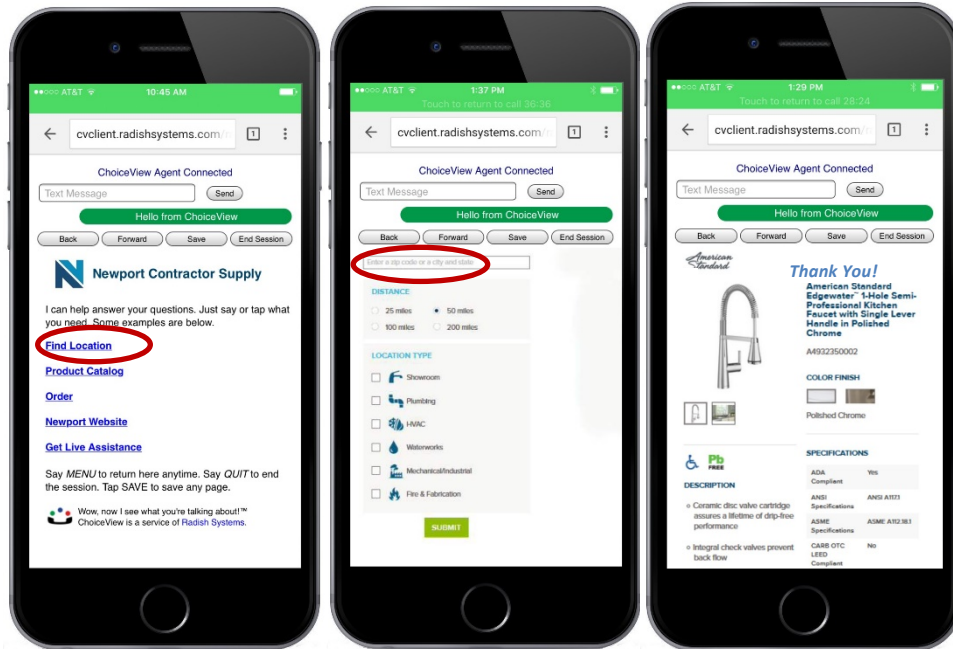 ●●○○○ AT&T 10:45 AM
cvclient.radishsystems.com/ 1
ChoiceView Agent Connected
Text Message Send
Hello from ChoiceView
Back Forward Save End Session
N Newport Contractor Supply
I can help answer your questions. Just say or tap what
you need. Some examples are below.
Find Location
Product Catalog
Order
Newport Website
Get Live Assistance
Say MENU to return here anytime. Say QUIT to end
the session. Tap SAVE to save any page.
Wow, now I see what you're talking about!™
ChoiceView is a service of Radish Systems.
●●○○○ AT&T 1:37 PM
Touch to return to call 36:36
cvclient.radishsystems.com/ 1
ChoiceView Agent Connected
Text Message Send
Hello from ChoiceView
Back Forward Save End Session
Enter a zip code or a city and state
DISTANCE
25 miles 50 miles
100 miles 200 miles
LOCATION TYPE
Showroom
Plumbing
HVAC
Waterworks
Mechanical/Industrial
Fire & Fabrication
SUBMIT
●●○○○ AT&T 1:29 PM
Touch to return to call 28:24
cvclient.radishsystems.com/ 1
ChoiceView Agent Connected
Text Message Send
Hello from ChoiceView
Back Forward Save End Session
American
Standard
Thank You!
American Standard
Edgewater™ 1-Hole Semi-
Professional Kitchen
Faucet with Single Lever
Handle in Polished
Chrome
A4932350002
COLOR FINISH
Polished Chrome
Pb
FREE
DESCRIPTION
Ceramic disc valve cartridge
assures a lifetime of drip-free
performance
Integral check valves prevent
back flow
SPECIFICATIONS
ADA Yes
Compliant
ANSI ANSI A117.1
Specifications
ASME ASME A112.18.1
Specifications
CARB OTC No
LEED
Compliant